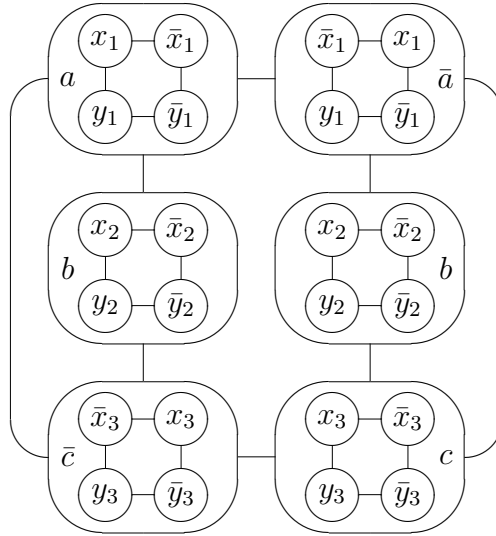 x₁ x̄₁ x̄₁ x₁
a ā
y₁ ȳ₁ y₁ ȳ₁
x₂ x̄₂ x₂ x̄₂
b b
y₂ ȳ₂ y₂ ȳ₂
x̄₃ x₃ x₃ x̄₃
c̄ c
y₃ ȳ₃ y₃ ȳ₃